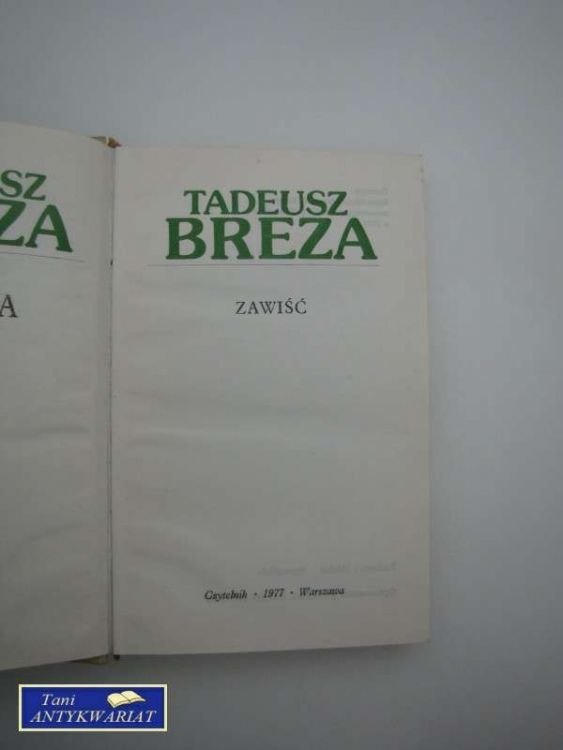 SZ
ZA
A
TADEUSZ
BREZA
ZAWIŚĆ
Czytelnik • 1977 • Warszawa
Tani
ANTYKWARIAT